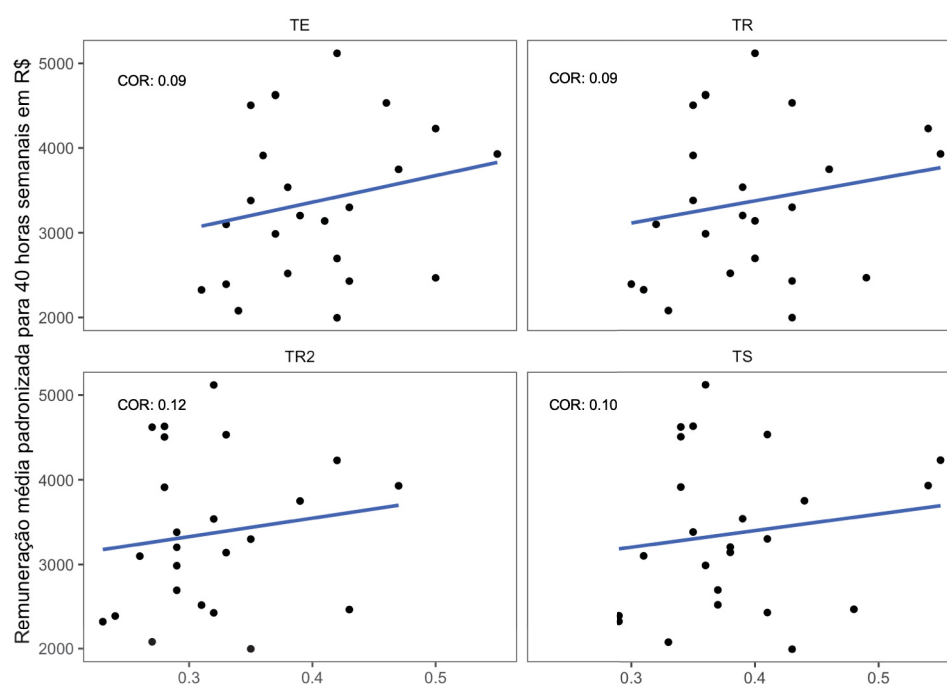 Remuneração média padronizada para 40 horas semanais em R$
TE
TR
5000
4000
3000
2000
COR: 0.09
COR: 0.09
TR2
TS
5000
4000
3000
2000
COR: 0.12
COR: 0.10
0.3 0.4 0.5
0.3 0.4 0.5